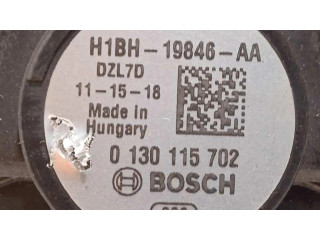 H1BH-19846-AA
DZL7D
11-15-18
Made in
Hungary
0 130 115 702
BOSCH